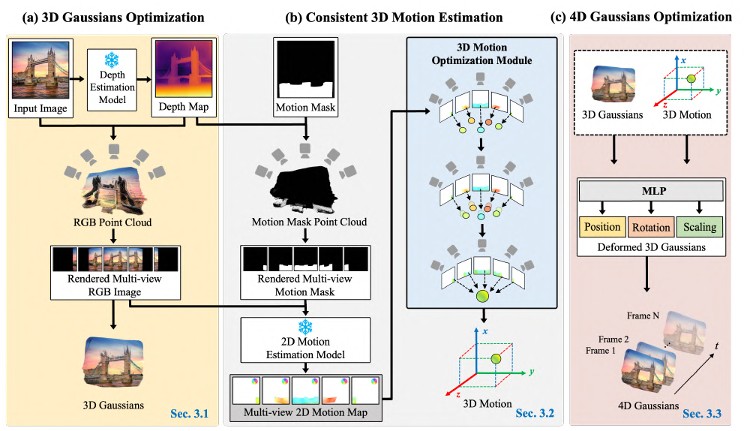 (a) 3D Gaussians Optimization
Input Image
Depth
Estimation
Model
Depth Map
RGB Point Cloud
Rendered Multi-view
RGB Image
3D Gaussians
Sec. 3.1
(b) Consistent 3D Motion Estimation
Motion Mask
Motion Mask Point Cloud
Rendered Multi-view
Motion Mask
2D Motion
Estimation Model
Multi-view 2D Motion Map
3D Motion
Optimization Module
x
y
z
3D Motion
Sec. 3.2
(c) 4D Gaussians Optimization
3D Gaussians
x
y
z
3D Motion
MLP
Position
Rotation
Scaling
Deformed 3D Gaussians
Frame N
Frame 2
Frame 1
t
4D Gaussians
Sec. 3.3